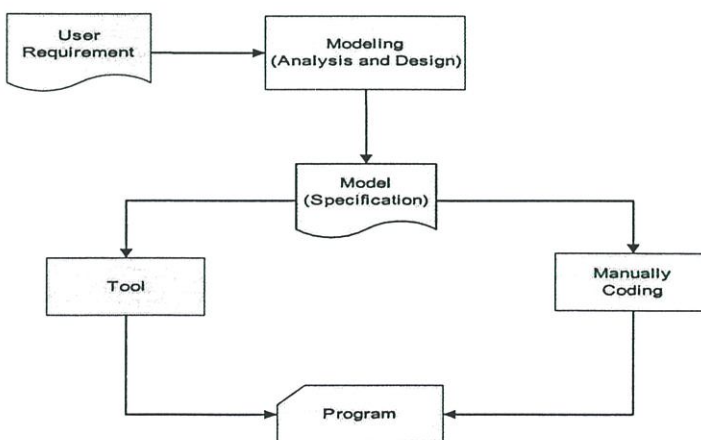 User
Requirement
Modeling
(Analysis and Design)
Model
(Specification)
Tool
Manually
Coding
Program